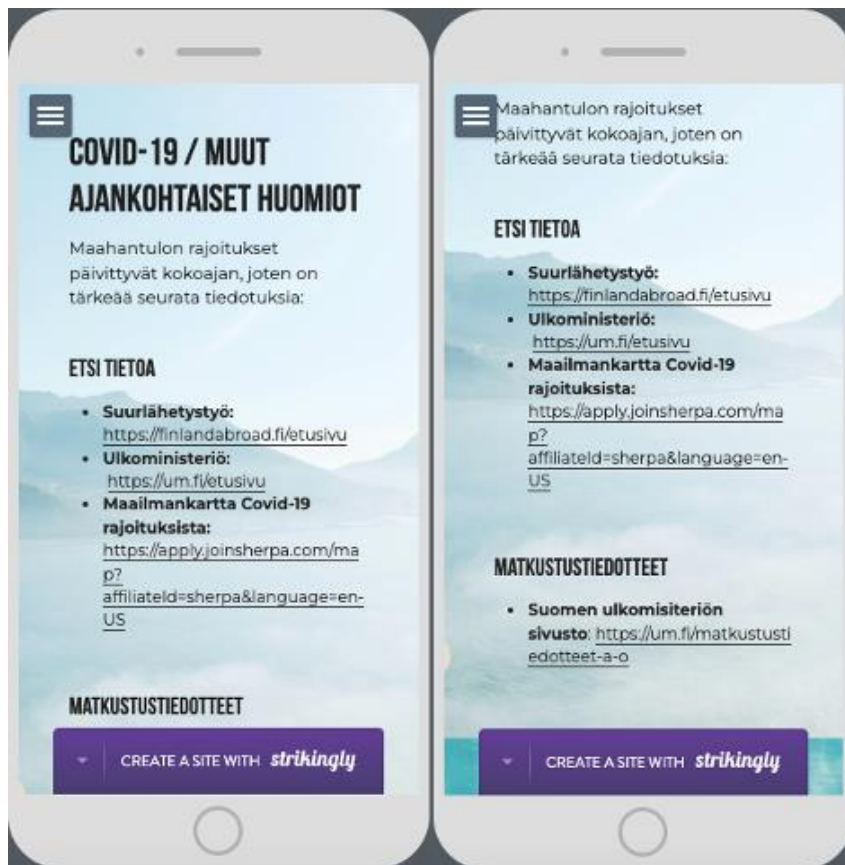 COVID-19 / MUUT
AJANKOHTAISET HUOMIOT
Maahantulon rajoitukset
päivittyvät kokoajan, joten on
tärkeää seurata tiedotuksia:
ETSI TIETOA
• Suurlähetystyö:
https://finlandabroad.fi/etusivu
• Ulkoministeriö:
https://um.fi/etusivu
• Maailmankartta Covid-19
rajoituksista:
https://apply.joinsherpa.com/ma
p?
affiliateId=sherpa&language=en-
US
MATKUSTUSTIEDOTTEET
CREATE A SITE WITH strikingly
Maahantulon rajoitukset
päivittyvät kokoajan, joten on
tärkeää seurata tiedotuksia:
ETSI TIETOA
• Suurlähetystyö:
https://finlandabroad.fi/etusivu
• Ulkoministeriö:
https://um.fi/etusivu
• Maailmankartta Covid-19
rajoituksista:
https://apply.joinsherpa.com/ma
p?
affiliateId=sherpa&language=en-
US
MATKUSTUSTIEDOTTEET
• Suomen ulkomisiteriön
sivusto: https://um.fi/matkustusti
edotteet-a-o
CREATE A SITE WITH strikingly